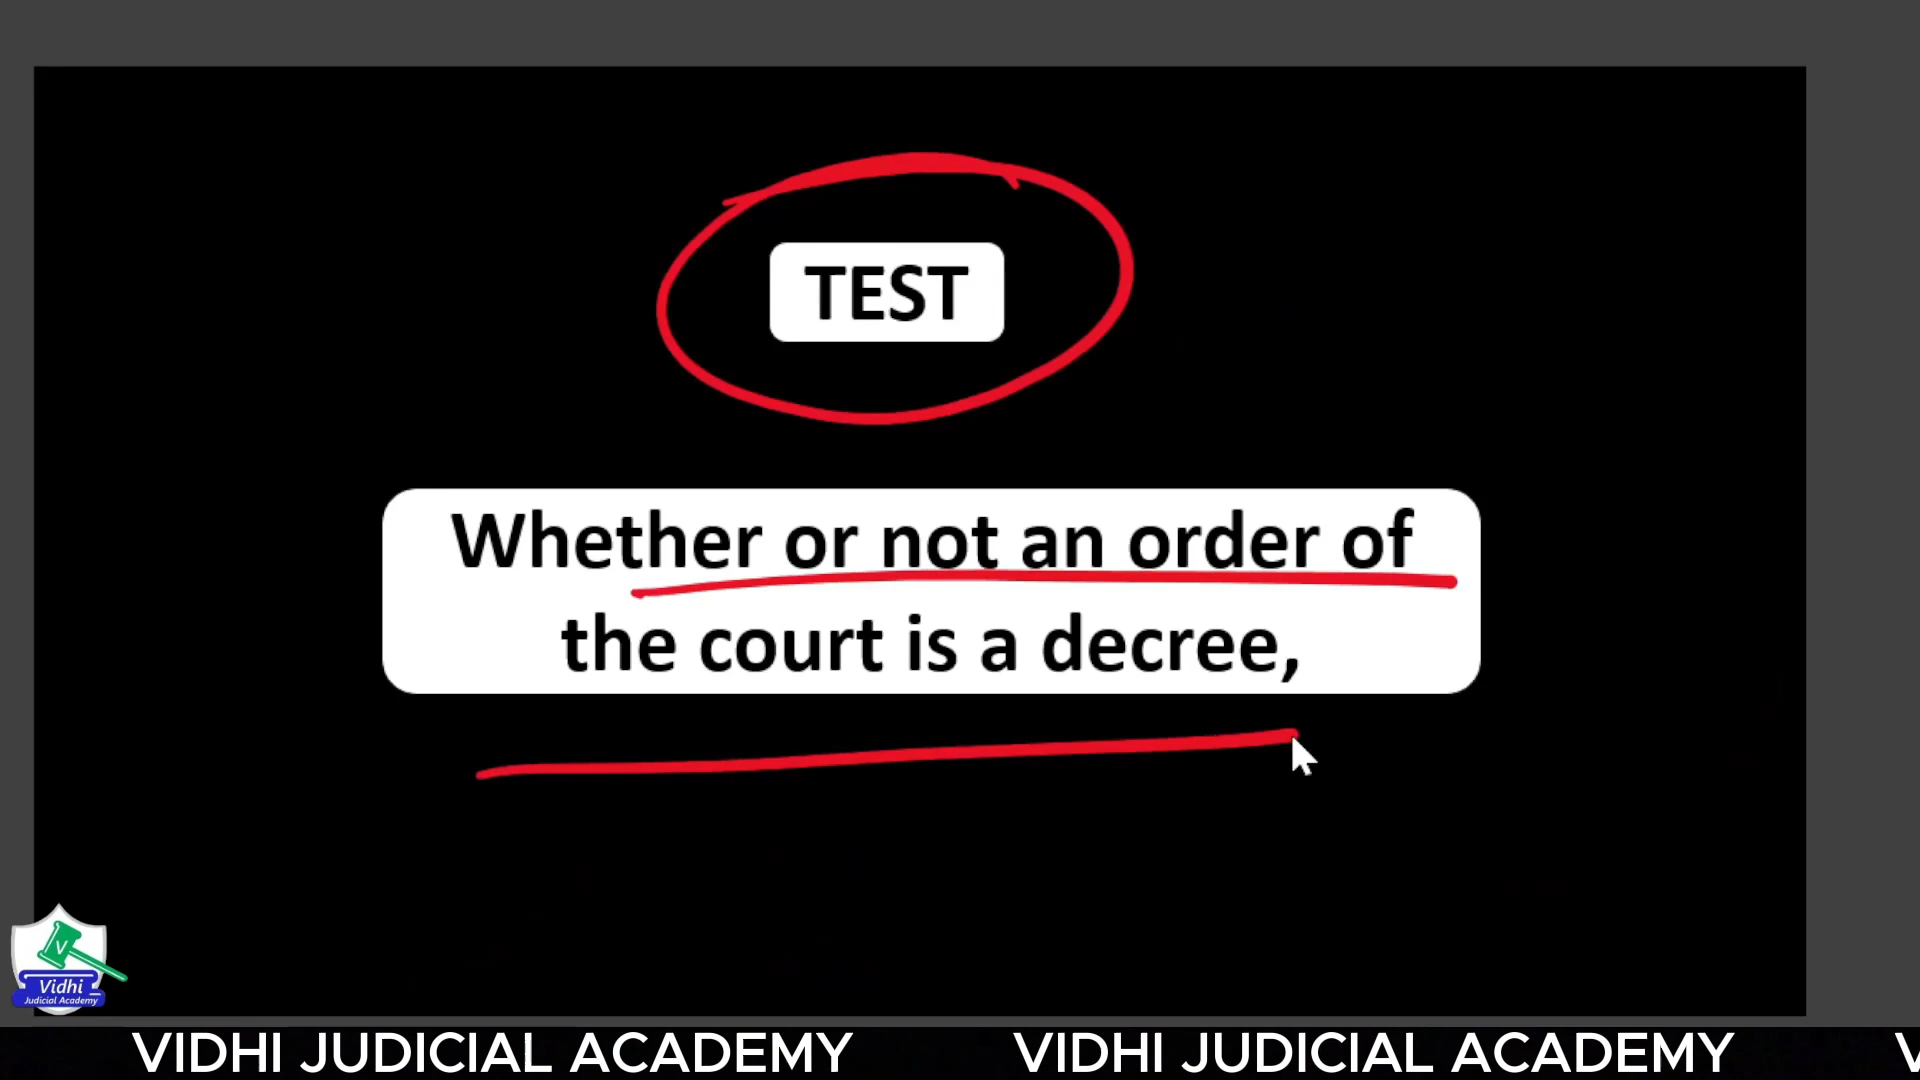 TEST
Whether or not an order of
the court is a decree,
V
Vidhi
Judicial Academy
VIDHI JUDICIAL ACADEMY VIDHI JUDICIAL ACADEMY V